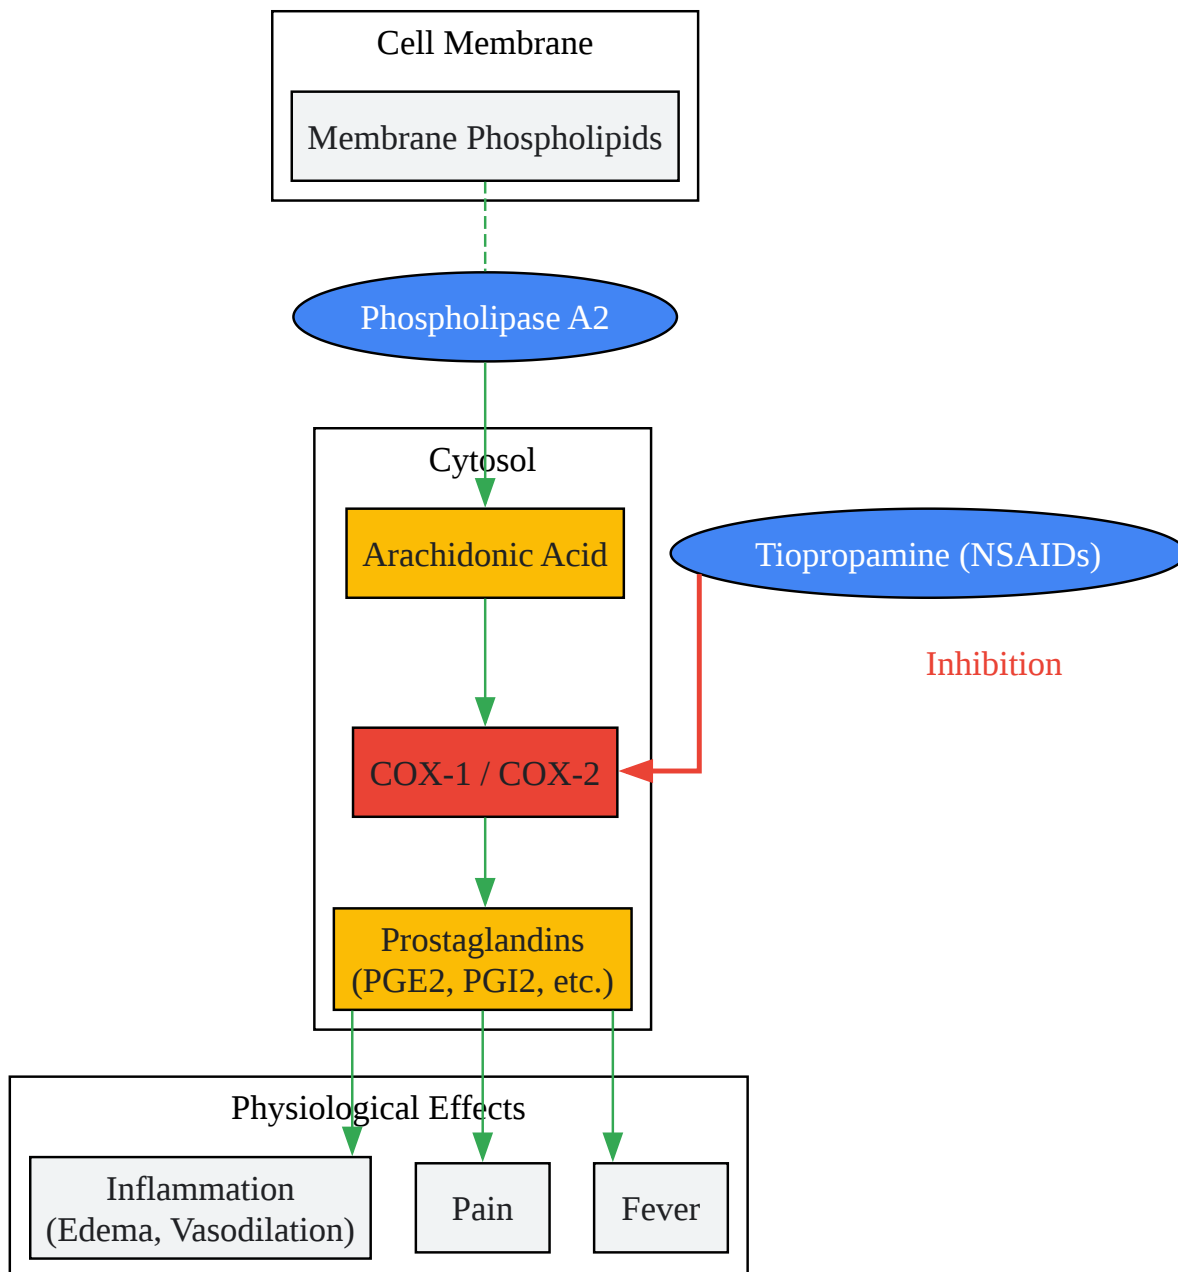 Cell Membrane
Membrane Phospholipids
Phospholipase A2
Cytosol
Arachidonic Acid
Tiopropamine (NSAIDs)
Inhibition
COX-1 / COX-2
Prostaglandins
(PGE2, PGI2, etc.)
Physiological Effects
Inflammation
(Edema, Vasodilation)
Pain
Fever